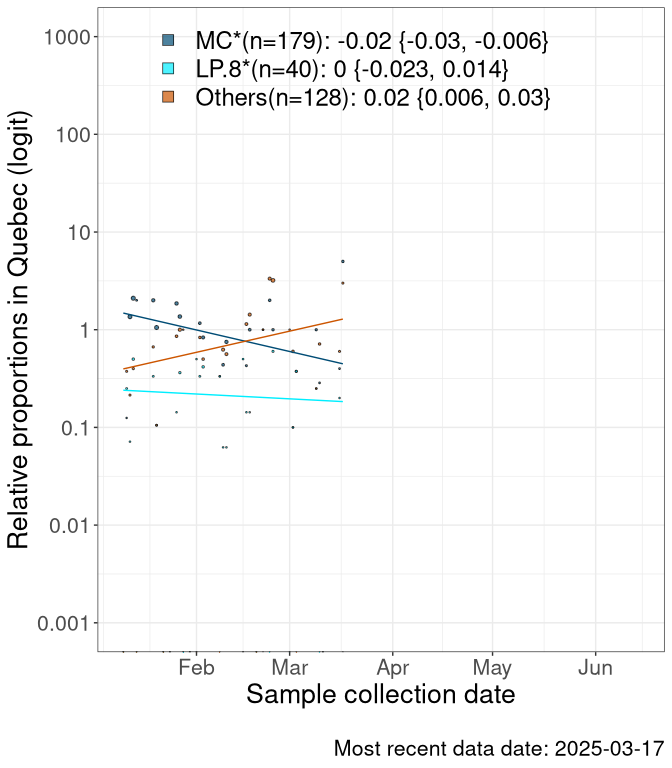 MC*(n=179): -0.02 {-0.03, -0.006}
LP.8*(n=40): 0 {-0.023, 0.014}
Others(n=128): 0.02 {0.006, 0.03}
Relative proportions in Quebec (logit)
1000
100
10
1
0.1
0.01
0.001
Feb Mar Apr May Jun
Sample collection date
Most recent data date: 2025-03-17